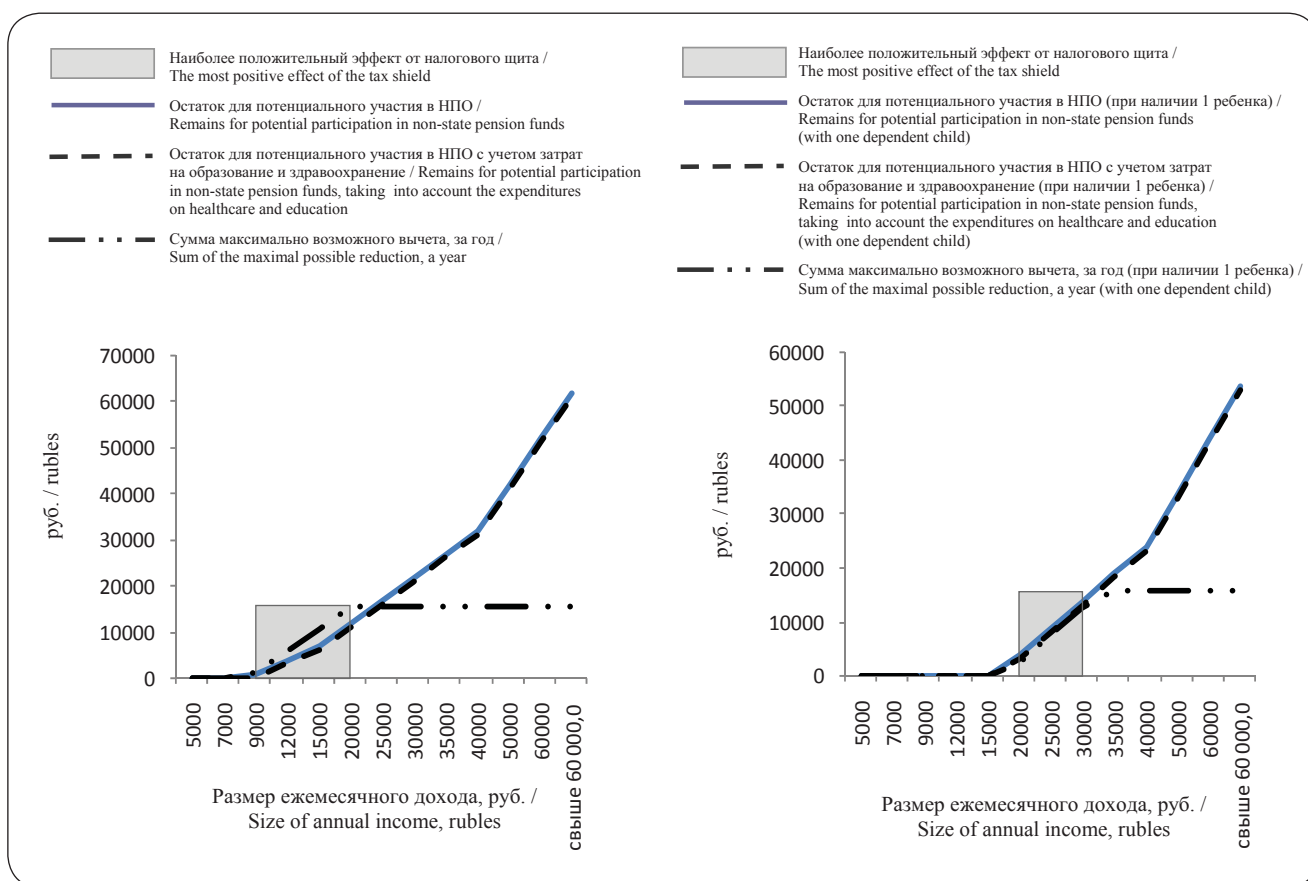 Наиболее положительный эффект от налогового щита /
The most positive effect of the tax shield
Остаток для потенциального участия в НПО /
Remains for potential participation in non-state pension funds
Остаток для потенциального участия в НПО с учетом затрат
на образование и здравоохранение / Remains for potential participation
in non-state pension funds, taking into account the expenditures
on healthcare and education
Сумма максимально возможного вычета, за год /
Sum of the maximal possible reduction, a year
70000
60000
50000
40000
30000
20000
10000
0
руб. / rubles
5000
7000
9000
12000
15000
20000
25000
30000
35000
40000
50000
60000
свыше 60 000,0
Размер ежемесячного дохода, руб. /
Size of annual income, rubles
Наиболее положительный эффект от налогового щита /
The most positive effect of the tax shield
Остаток для потенциального участия в НПО (при наличии 1 ребенка) /
Remains for potential participation in non-state pension funds
(with one dependent child)
Остаток для потенциального участия в НПО с учетом затрат
на образование и здравоохранение (при наличии 1 ребенка) /
Remains for potential participation in non-state pension funds,
taking into account the expenditures on healthcare and education
(with one dependent child)
Сумма максимально возможного вычета, за год (при наличии 1 ребенка) /
Sum of the maximal possible reduction, a year (with one dependent child)
60000
50000
40000
30000
20000
10000
0
руб. / rubles
5000
7000
9000
12000
15000
20000
25000
30000
35000
40000
50000
60000
свыше 60 000,0
Размер ежемесячного дохода, руб. /
Size of annual income, rubles